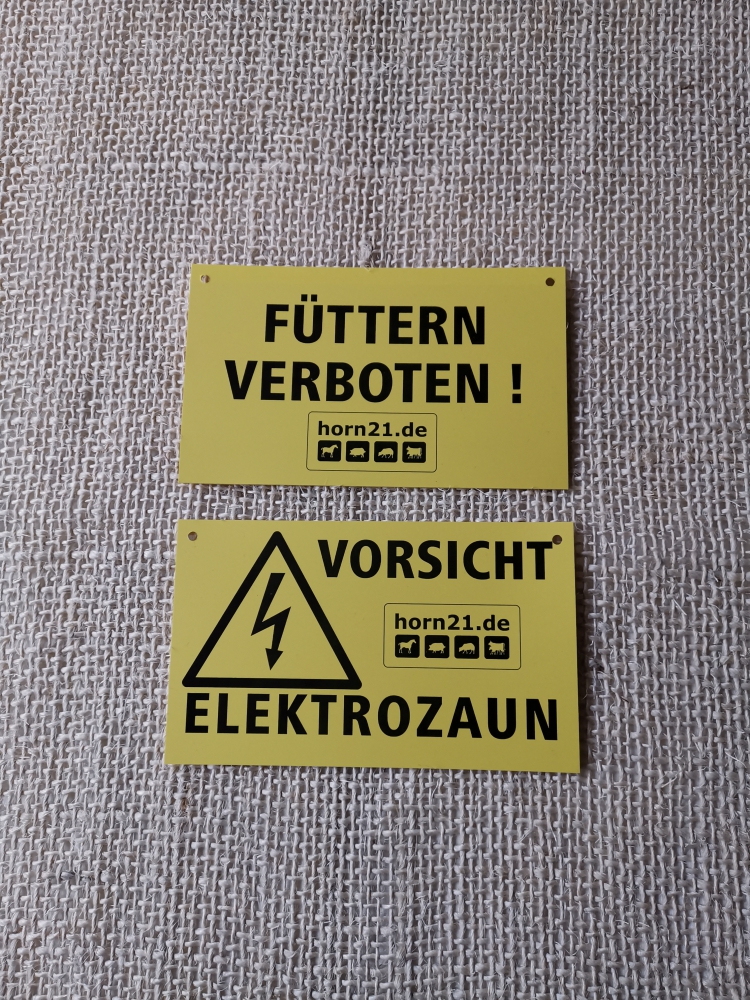 FÜTTERN
VERBOTEN !
horn21.de
VORSICHT
horn21.de
ELEKTROZAUN